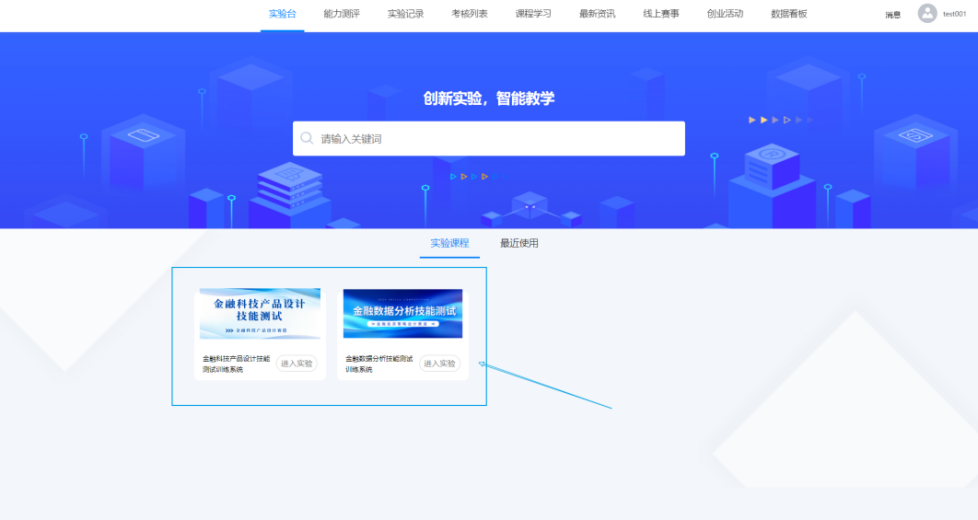 实验台 能力测评 实验记录 考核列表 课程学习 最新资讯 线上赛事 创业活动 数据看板 消息 test001
创新实验，智能教学
请输入关键词
实验课程 最近使用
金融科技产品设计
技能测试
金融数据分析技能测试
金融科技产品设计技能
测试训练系统
进入实验
金融数据分析技能测试
训练系统
进入实验